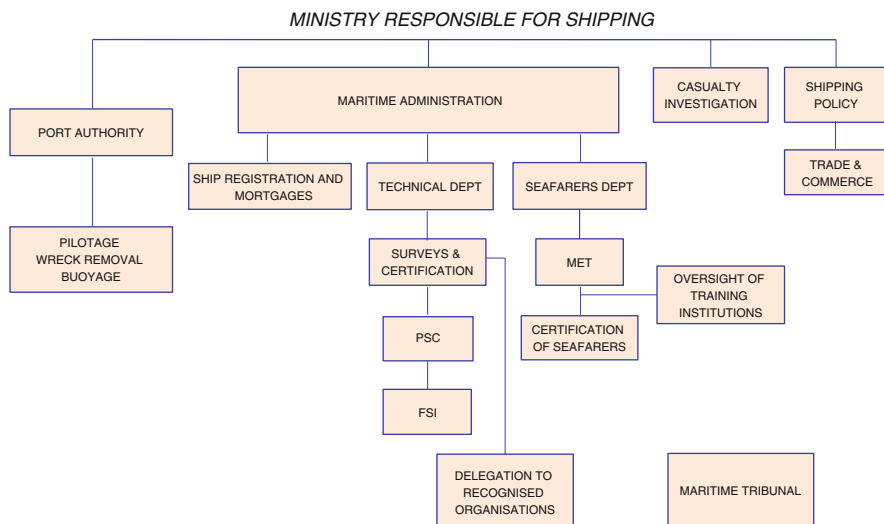 MINISTRY RESPONSIBLE FOR SHIPPING
PORT AUTHORITY
MARITIME ADMINISTRATION
CASUALTY
INVESTIGATION
SHIPPING
POLICY
SHIP REGISTRATION AND
MORTGAGES
TECHNICAL DEPT
SEAFARERS DEPT
TRADE &
COMMERCE
PILOTAGE
WRECK REMOVAL
BUOYAGE
SURVEYS &
CERTIFICATION
MET
OVERSIGHT OF
TRAINING
INSTITUTIONS
PSC
CERTIFICATION
OF SEAFARERS
FSI
DELEGATION TO
RECOGNISED
ORGANISATIONS
MARITIME TRIBUNAL